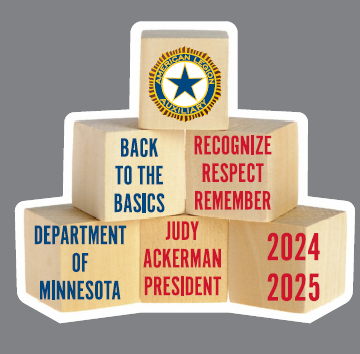 AMERICAN LEGION
AUXILIARY
BACK
TO THE
BASICS
RECOGNIZE
RESPECT
REMEMBER
DEPARTMENT
OF
MINNESOTA
JUDY
ACKERMAN
PRESIDENT
2024
2025